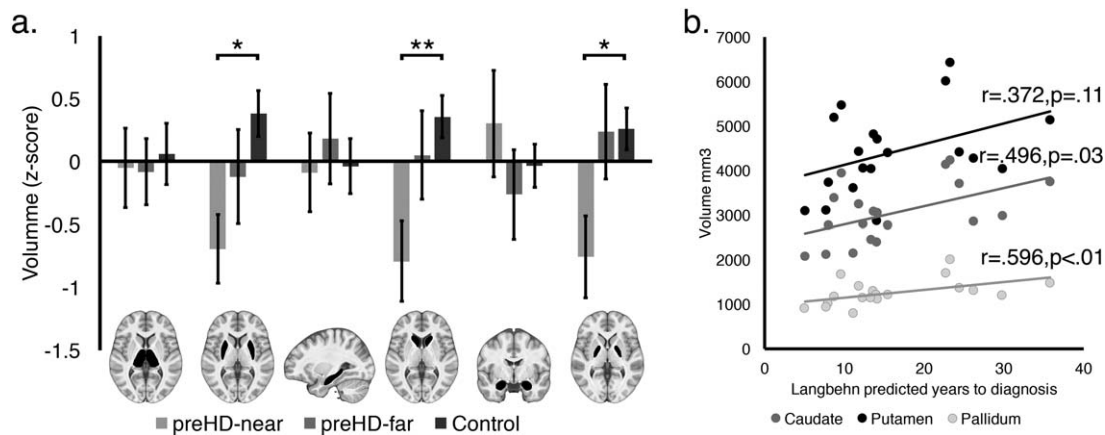 a.
1
0.5
0
-0.5
-1
-1.5
Volumme (z-score)
*
**
*
preHD-near preHD-far Control
b.
7000
6000
5000
4000
3000
2000
1000
0
Volume mm3
r=.372,p=.11
r=.496,p=.03
r=.596,p<.01
0 10 20 30 40
Langbehn predicted years to diagnosis
Caudate Putamen Pallidum